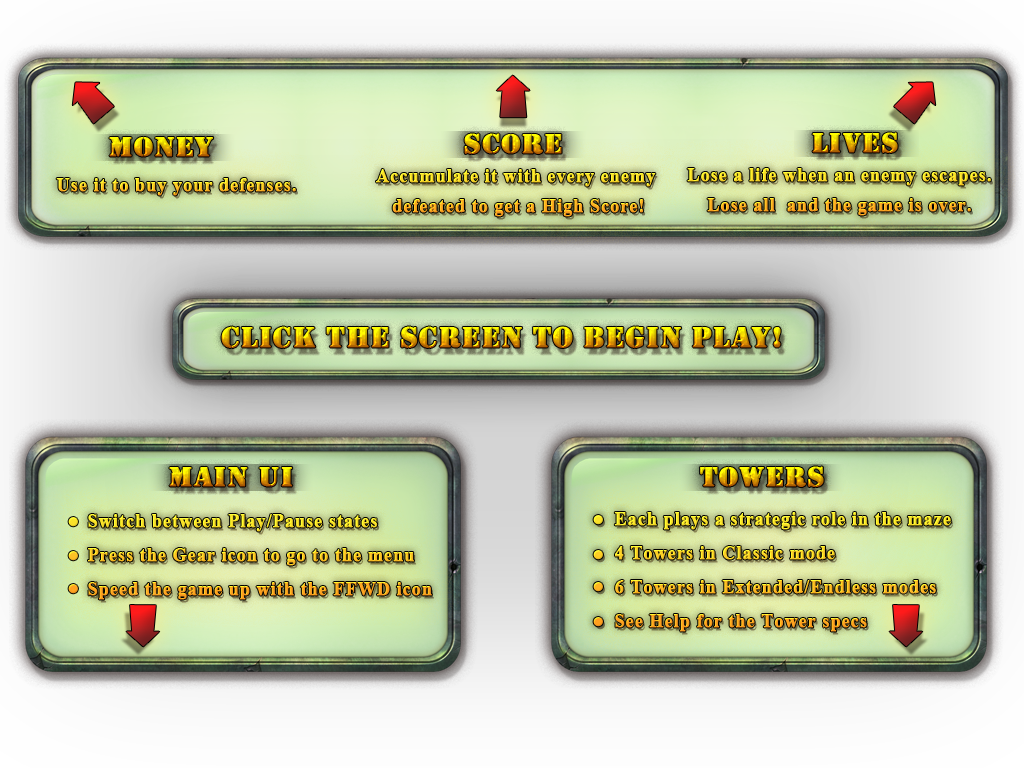 MONEY
Use it to buy your defenses.
SCORE
Accumulate it with every enemy
defeated to get a High Score!
LIVES
Lose a life when an enemy escapes.
Lose all and the game is over.
CLICK THE SCREEN TO BEGIN PLAY!
MAIN UI
Switch between Play/Pause states
Press the Gear icon to go to the menu
Speed the game up with the FFWD icon
TOWERS
Each plays a strategic role in the maze
4 Towers in Classic mode
6 Towers in Extended/Endless modes
See Help for the Tower specs